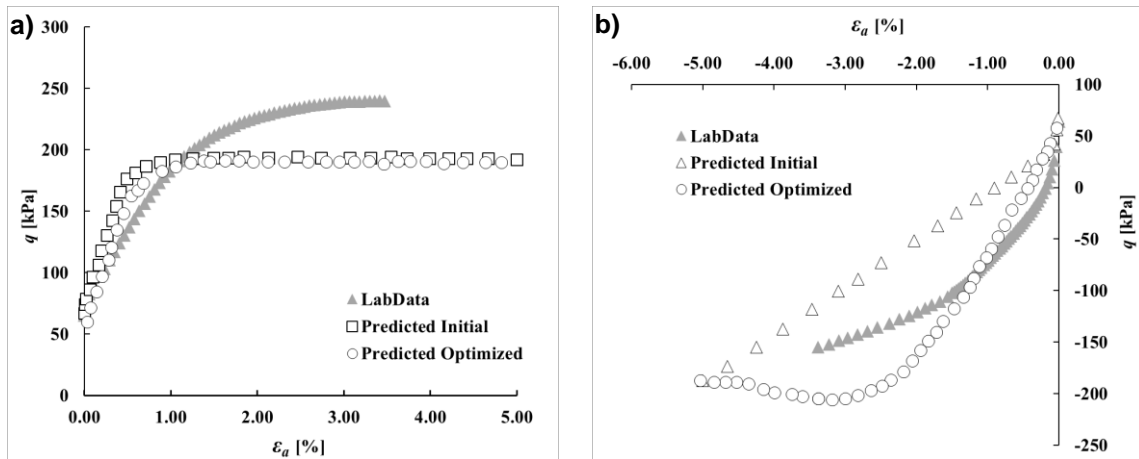 a)
300
250
200
150
100
50
0
q [kPa]
LabData
Predicted Initial
Predicted Optimized
0.00 1.00 2.00 3.00 4.00 5.00
εa [%]
b)
εa [%]
-6.00 -5.00 -4.00 -3.00 -2.00 -1.00 0.00
100
50
0
-50
-100
-150
-200
-250
q [kPa]
LabData
Predicted Initial
Predicted Optimized